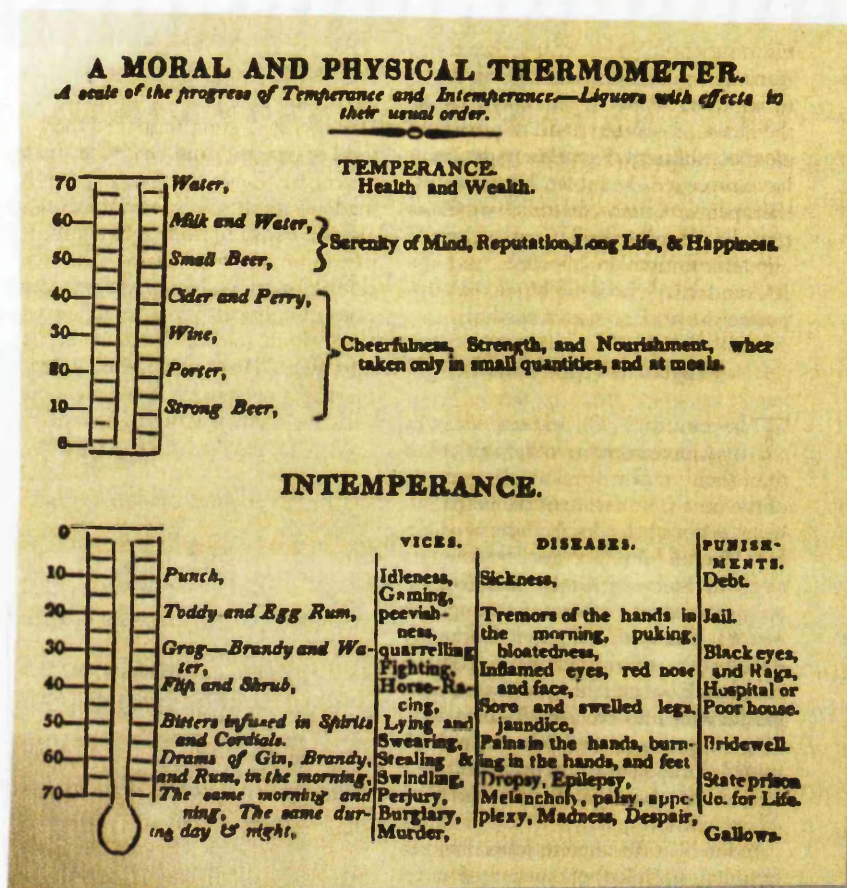 A MORAL AND PHYSICAL THERMOMETER.
A scale of the progress of Temperance and Intemperance.—Liquors with effects in
their usual order.
TEMPERANCE.
70 Water, Health and Wealth.
60 Milk and Water,
Serenity of Mind, Reputation, Long Life, & Happiness.
50 Small Beer,
40 Cider and Perry,
30 Wine,
Cheerfulness, Strength, and Nourishment, when
taken only in small quantities, and at meals.
20 Porter,
10 Strong Beer,
0
INTEMPERANCE.
0
VICES. DISEASES. PUNISH-
MENTS.
10 Punch, Idleness, Sickness, Debt.
Gaming,
20 Toddy and Egg Rum, peevish- Tremors of the hands in Jail.
ness, the morning, puking,
30 Grog—Brandy and Wa- quarrelling bloatedness, Black eyes,
ter, Fighting, Inflamed eyes, red nose and Rags,
40 Flip and Shrub, Horse-Ra- and face, Hospital or
cing, Sore and swelled legs, Poor house.
50 Bitters infused in Spirits Lying and jaundice,
and Cordials. Swearing, Pains in the hands, burn- Bridewell.
60 Drams of Gin, Brandy, Stealing & ing in the hands, and feet
and Rum, in the morning, Swindling, Dropsy, Epilepsy, State prison
70 The same morning and Perjury, Melancholy, palsy, appo- do. for Life.
ning, The same dur- Burglary, plexy, Madness, Despair,
ing day & night, Murder, Gallows.